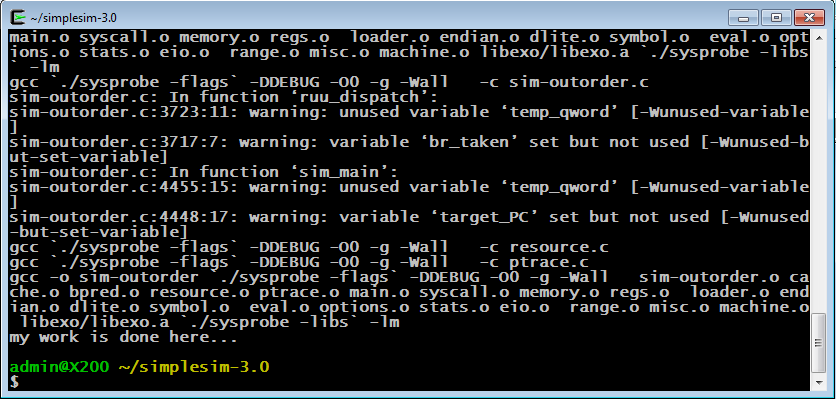 ~/simplesim-3.0
main.o syscall.o memory.o regs.o  loader.o endian.o dlite.o symbol.o  eval.o opt
ions.o stats.o eio.o  range.o misc.o machine.o libexo/libexo.a `./sysprobe -libs
` -lm
gcc `./sysprobe -flags` -DDEBUG -O0 -g -Wall   -c sim-outorder.c
sim-outorder.c: In function ‘ruu_dispatch’:
sim-outorder.c:3723:11: warning: unused variable ‘temp_qword’ [-Wunused-variable
]
sim-outorder.c:3717:7: warning: variable ‘br_taken’ set but not used [-Wunused-b
ut-set-variable]
sim-outorder.c: In function ‘sim_main’:
sim-outorder.c:4455:15: warning: unused variable ‘temp_qword’ [-Wunused-variable
]
sim-outorder.c:4448:17: warning: variable ‘target_PC’ set but not used [-Wunused
-but-set-variable]
gcc `./sysprobe -flags` -DDEBUG -O0 -g -Wall   -c resource.c
gcc `./sysprobe -flags` -DDEBUG -O0 -g -Wall   -c ptrace.c
gcc -o sim-outorder `./sysprobe -flags` -DDEBUG -O0 -g -Wall   sim-outorder.o ca
che.o bpred.o resource.o ptrace.o main.o syscall.o memory.o regs.o  loader.o end
ian.o dlite.o symbol.o  eval.o options.o stats.o eio.o  range.o misc.o machine.o
 libexo/libexo.a `./sysprobe -libs` -lm
my work is done here...
admin@X200 ~/simplesim-3.0
$